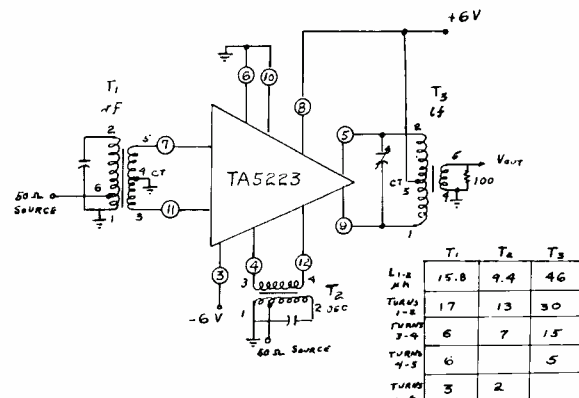 +6V
T1
rf
T3
if
6
10
8
2
5
7
5
2
6
4
CT
TA5223
CT
3
VOUT
100
50Ω
SOURCE
6
1
3
11
9
1
4
3
4
12
3
4
T2
OSC
-6V
1
2
50Ω SOURCE
T1 T2 T3
L1-2
μh 15.8 9.4 46
TURNS
1-2 17 13 30
TURNS
3-4 6 7 15
TURNS
4-5 6 5
TURNS 3 2